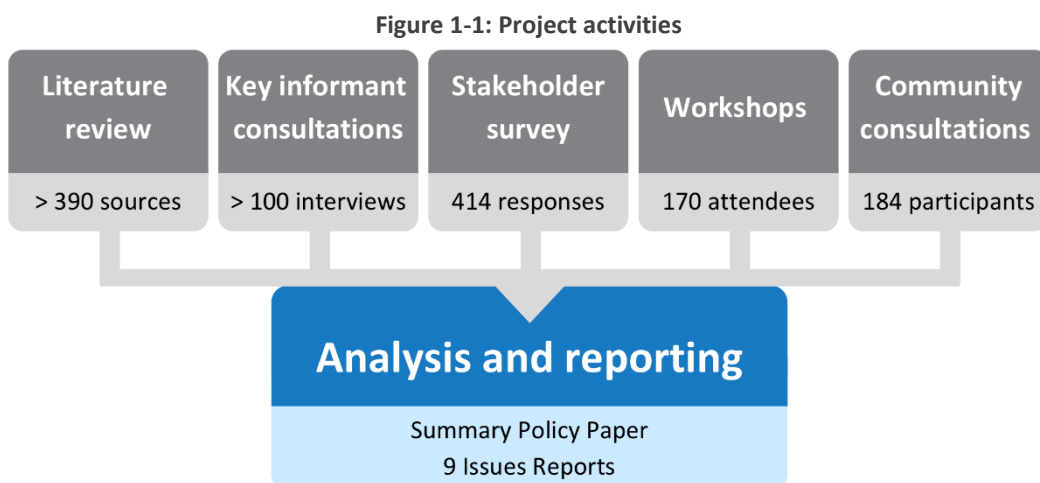 Figure 1-1: Project activities
Literature
review
> 390 sources
Key informant
consultations
> 100 interviews
Stakeholder
survey
414 responses
Workshops
170 attendees
Community
consultations
184 participants
Analysis and reporting
Summary Policy Paper
9 Issues Reports